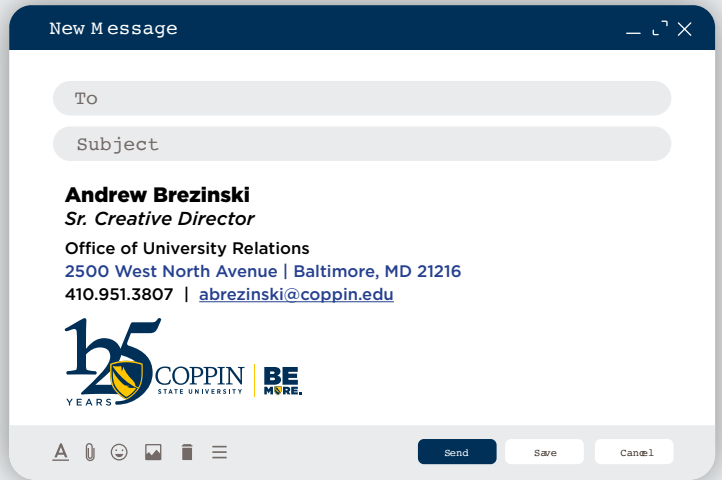 New Message
To
Subject
Andrew Brezinski
Sr. Creative Director
Office of University Relations
2500 West North Avenue | Baltimore, MD 21216
410.951.3807 | abrezinski@coppin.edu
125
YEARS
COPPIN
STATE UNIVERSITY
BE
MORE.
A
Send
Save
Cancel